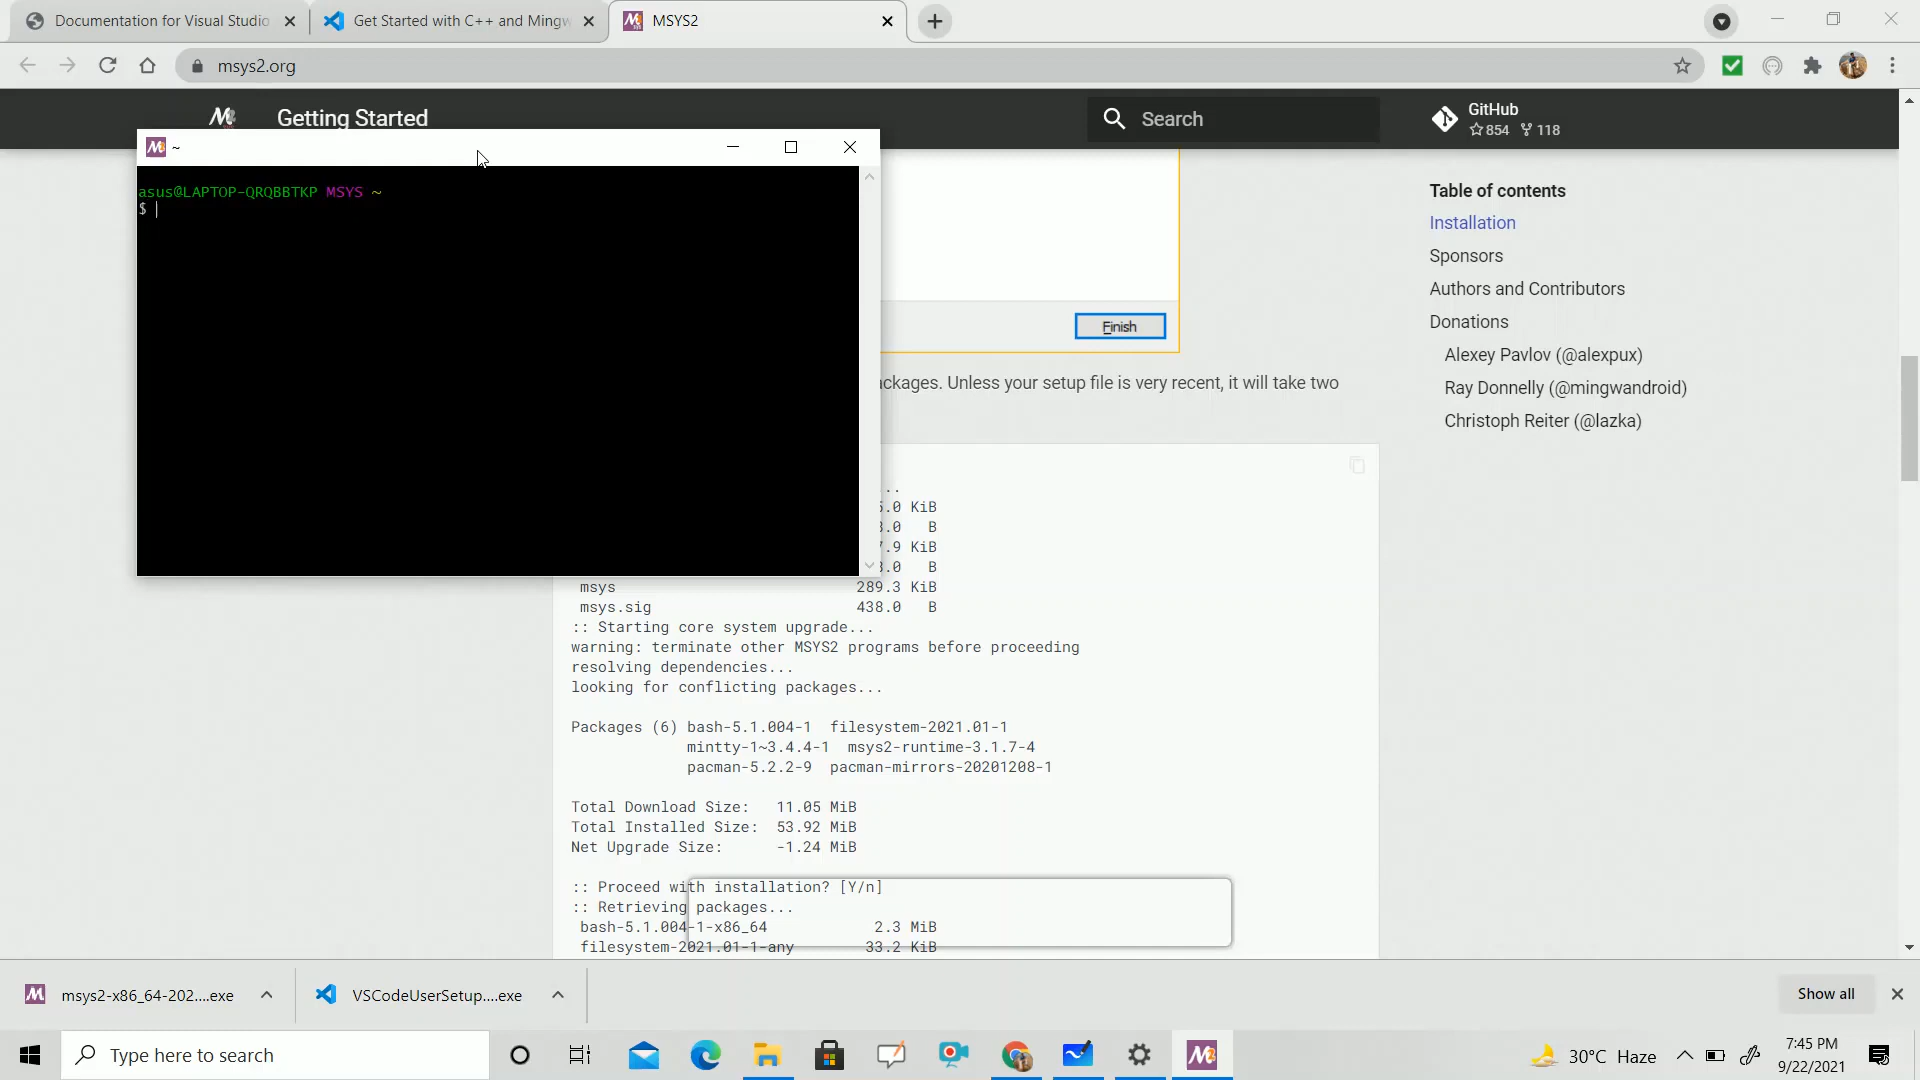 Documentation for Visual Studio
Get Started with C++ and Mingw
MSYS2
msys2.org
Getting Started
Search
GitHub
854 118
~
asus@LAPTOP-QRQBBTKP MSYS ~
$
Finish
ackages. Unless your setup file is very recent, it will take two
Table of contents
Installation
Sponsors
Authors and Contributors
Donations
Alexey Pavlov (@alexpux)
Ray Donnelly (@mingwandroid)
Christoph Reiter (@lazka)
..
.0 KiB
.0 B
.9 KiB
.0 B
msys 289.3 KiB
msys.sig 438.0 B
:: Starting core system upgrade...
warning: terminate other MSYS2 programs before proceeding
resolving dependencies...
looking for conflicting packages...
Packages (6) bash-5.1.004-1 filesystem-2021.01-1
mintty-1~3.4.4-1 msys2-runtime-3.1.7-4
pacman-5.2.2-9 pacman-mirrors-20201208-1
Total Download Size: 11.05 MiB
Total Installed Size: 53.92 MiB
Net Upgrade Size: -1.24 MiB
:: Proceed with installation? [Y/n]
:: Retrieving packages...
bash-5.1.004-1-x86_64 2.3 MiB
filesystem-2021.01-1-any 33.2 KiB
msys2-x86_64-202....exe
VSCodeUserSetup....exe
Show all
Type here to search
30°C Haze
7:45 PM
9/22/2021